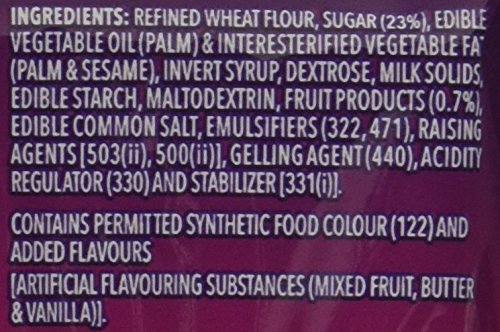 INGREDIENTS: REFINED WHEAT FLOUR, SUGAR (23%), EDIBLE
VEGETABLE OIL (PALM) & INTERESTERIFIED VEGETABLE FAT
(PALM & SESAME), INVERT SYRUP, DEXTROSE, MILK SOLIDS,
EDIBLE STARCH, MALTODEXTRIN, FRUIT PRODUCTS (0.7%),
EDIBLE COMMON SALT, EMULSIFIERS (322, 471), RAISING
AGENTS [503(ii), 500(ii)], GELLING AGENT (440), ACIDITY
REGULATOR (330) AND STABILIZER [331(i)].
CONTAINS PERMITTED SYNTHETIC FOOD COLOUR (122) AND
ADDED FLAVOURS
[ARTIFICIAL FLAVOURING SUBSTANCES (MIXED FRUIT, BUTTER
& VANILLA)].